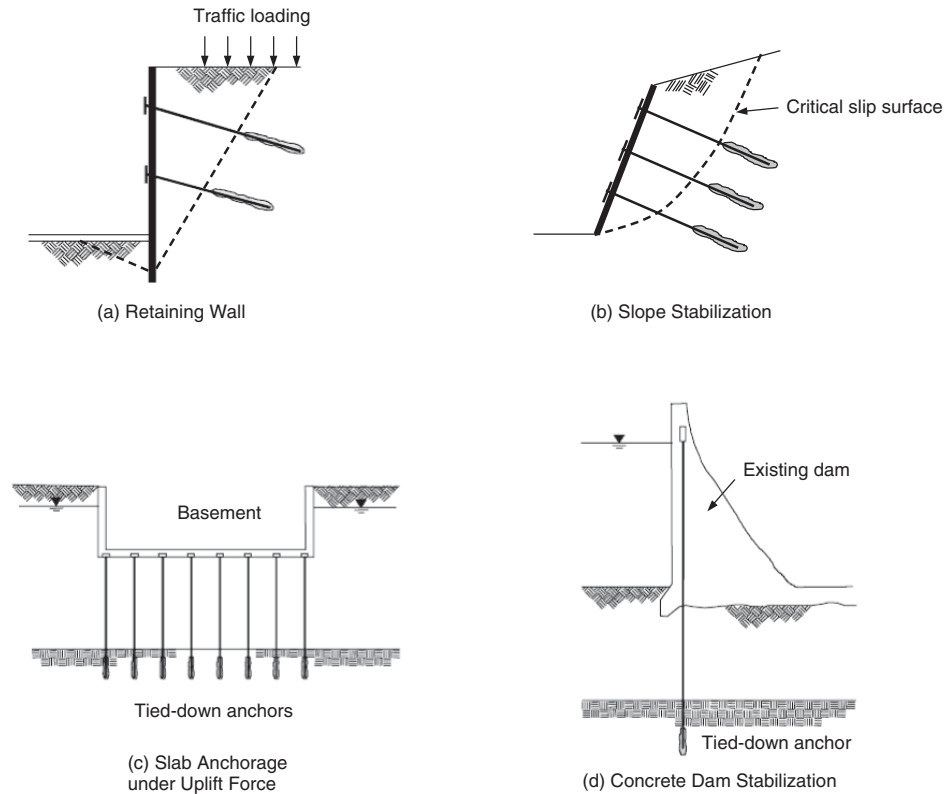 Traffic loading
Critical slip surface
(a) Retaining Wall
(b) Slope Stabilization
Existing dam
Basement
Tied-down anchors
Tied-down anchor
(c) Slab Anchorage
under Uplift Force
(d) Concrete Dam Stabilization